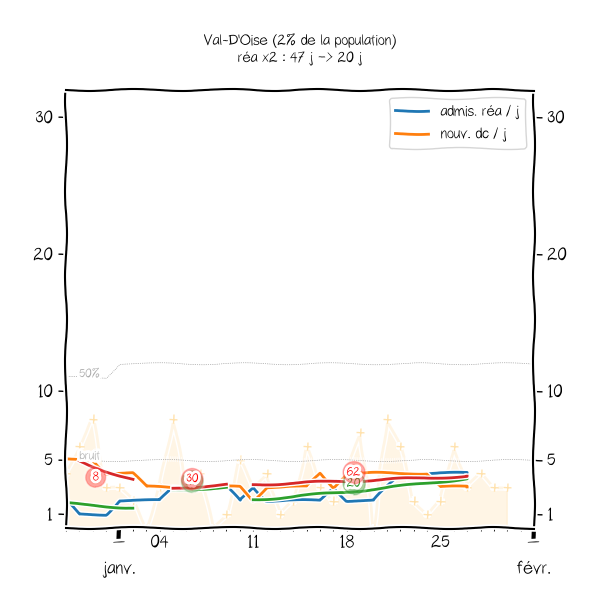 Val-D'Oise (2% de la population)
réa x2 : 47 j -> 20 j
admis. réa / j
nouv. dc / j
30
30
20
20
50%
10
10
bruit
5
5
8
30
62
20
1
1
04
11
18
25
janv.
févr.